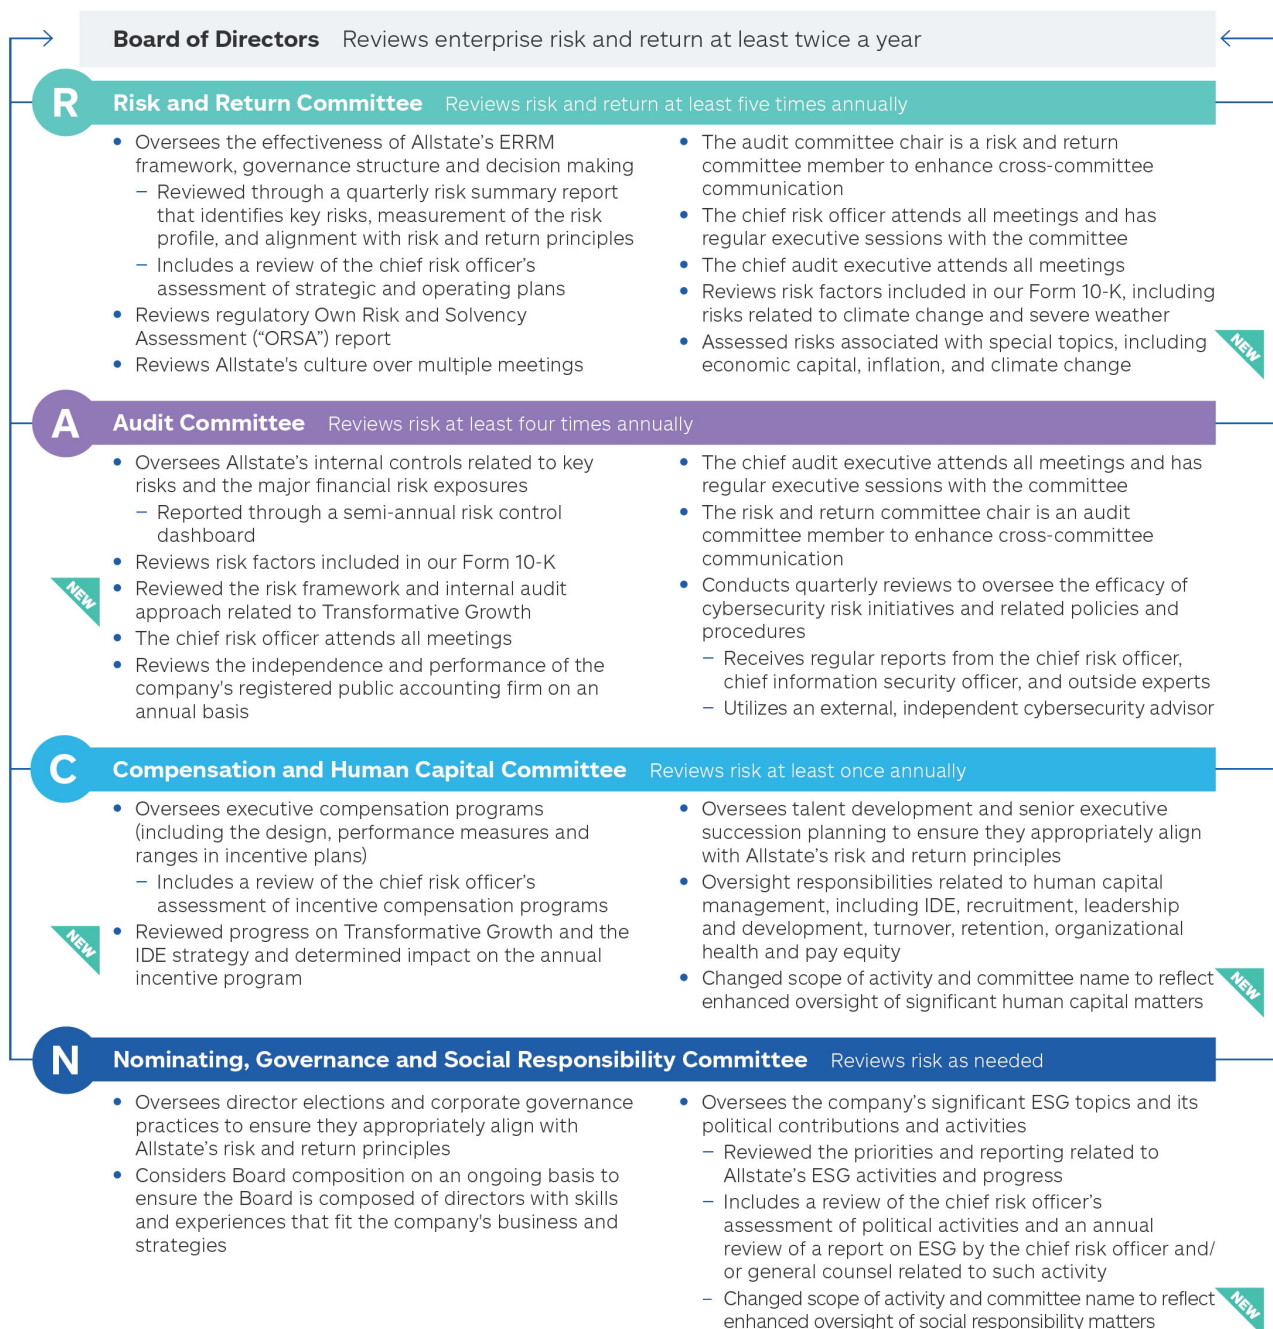 Board of Directors Reviews enterprise risk and return at least twice a year
R Risk and Return Committee Reviews risk and return at least five times annually
• Oversees the effectiveness of Allstate’s ERRM
framework, governance structure and decision making
– Reviewed through a quarterly risk summary report
that identifies key risks, measurement of the risk
profile, and alignment with risk and return principles
– Includes a review of the chief risk officer’s
assessment of strategic and operating plans
• Reviews regulatory Own Risk and Solvency
Assessment (“ORSA”) report
• Reviews Allstate's culture over multiple meetings
• The audit committee chair is a risk and return
committee member to enhance cross-committee
communication
• The chief risk officer attends all meetings and has
regular executive sessions with the committee
• The chief audit executive attends all meetings
• Reviews risk factors included in our Form 10-K, including
risks related to climate change and severe weather
• Assessed risks associated with special topics, including
economic capital, inflation, and climate change
NEW
A Audit Committee Reviews risk at least four times annually
• Oversees Allstate’s internal controls related to key
risks and the major financial risk exposures
– Reported through a semi-annual risk control
dashboard
• Reviews risk factors included in our Form 10-K
NEW
• Reviewed the risk framework and internal audit
approach related to Transformative Growth
• The chief risk officer attends all meetings
• Reviews the independence and performance of the
company's registered public accounting firm on an
annual basis
• The chief audit executive attends all meetings and has
regular executive sessions with the committee
• The risk and return committee chair is an audit
committee member to enhance cross-committee
communication
• Conducts quarterly reviews to oversee the efficacy of
cybersecurity risk initiatives and related policies and
procedures
– Receives regular reports from the chief risk officer,
chief information security officer, and outside experts
– Utilizes an external, independent cybersecurity advisor
C Compensation and Human Capital Committee Reviews risk at least once annually
• Oversees executive compensation programs
(including the design, performance measures and
ranges in incentive plans)
– Includes a review of the chief risk officer’s
assessment of incentive compensation programs
NEW
• Reviewed progress on Transformative Growth and the
IDE strategy and determined impact on the annual
incentive program
• Oversees talent development and senior executive
succession planning to ensure they appropriately align
with Allstate’s risk and return principles
• Oversight responsibilities related to human capital
management, including IDE, recruitment, leadership
and development, turnover, retention, organizational
health and pay equity
• Changed scope of activity and committee name to reflect
enhanced oversight of significant human capital matters
NEW
N Nominating, Governance and Social Responsibility Committee Reviews risk as needed
• Oversees director elections and corporate governance
practices to ensure they appropriately align with
Allstate’s risk and return principles
• Considers Board composition on an ongoing basis to
ensure the Board is composed of directors with skills
and experiences that fit the company's business and
strategies
• Oversees the company’s significant ESG topics and its
political contributions and activities
– Reviewed the priorities and reporting related to
Allstate’s ESG activities and progress
– Includes a review of the chief risk officer’s
assessment of political activities and an annual
review of a report on ESG by the chief risk officer and/
or general counsel related to such activity
– Changed scope of activity and committee name to reflect
enhanced oversight of social responsibility matters
NEW